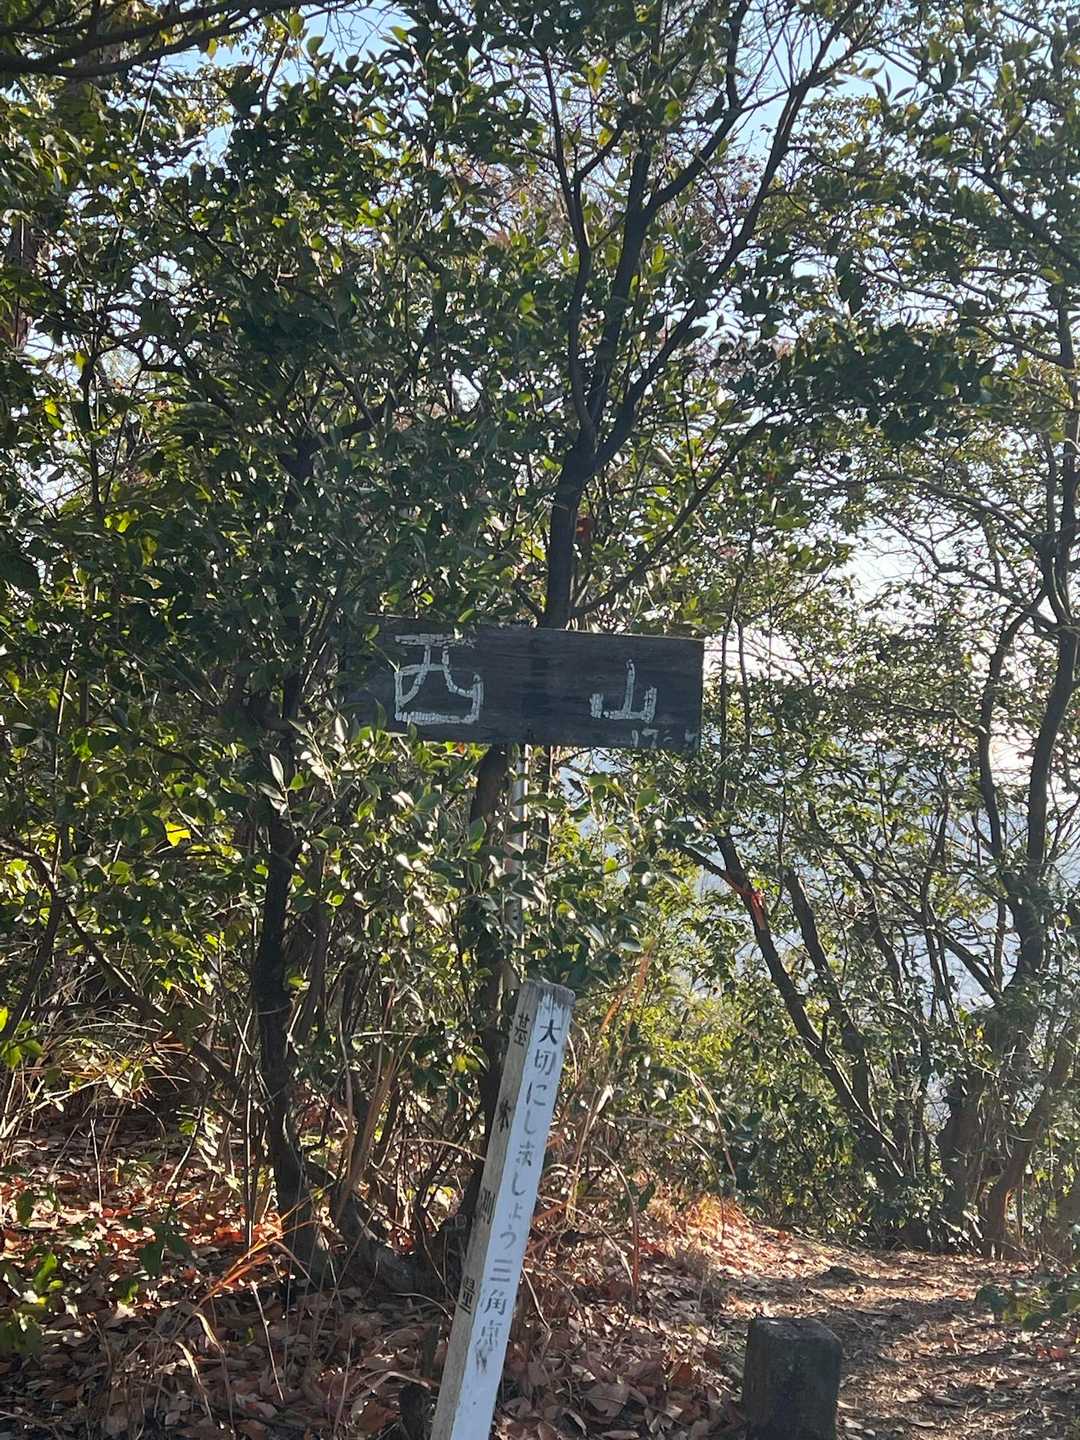 西 山
大切にしましょう三角点
基本測量